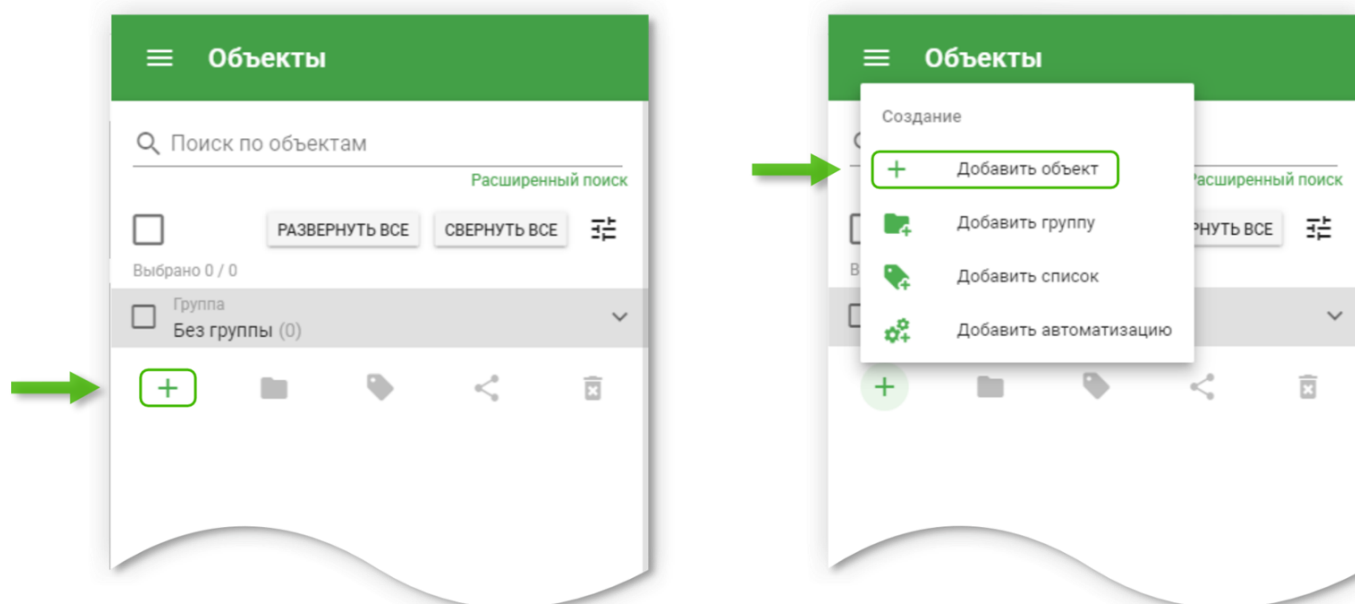 Объекты
Поиск по объектам
Расширенный поиск
РАЗВЕРНУТЬ ВСЕ СВЕРНУТЬ ВСЕ
Выбрано 0 / 0
Группа
Без группы (0)
Объекты
Создание
Добавить объект
асширенный поиск
Добавить группу
РНУТЬ ВСЕ
В
Добавить список
Добавить автоматизацию